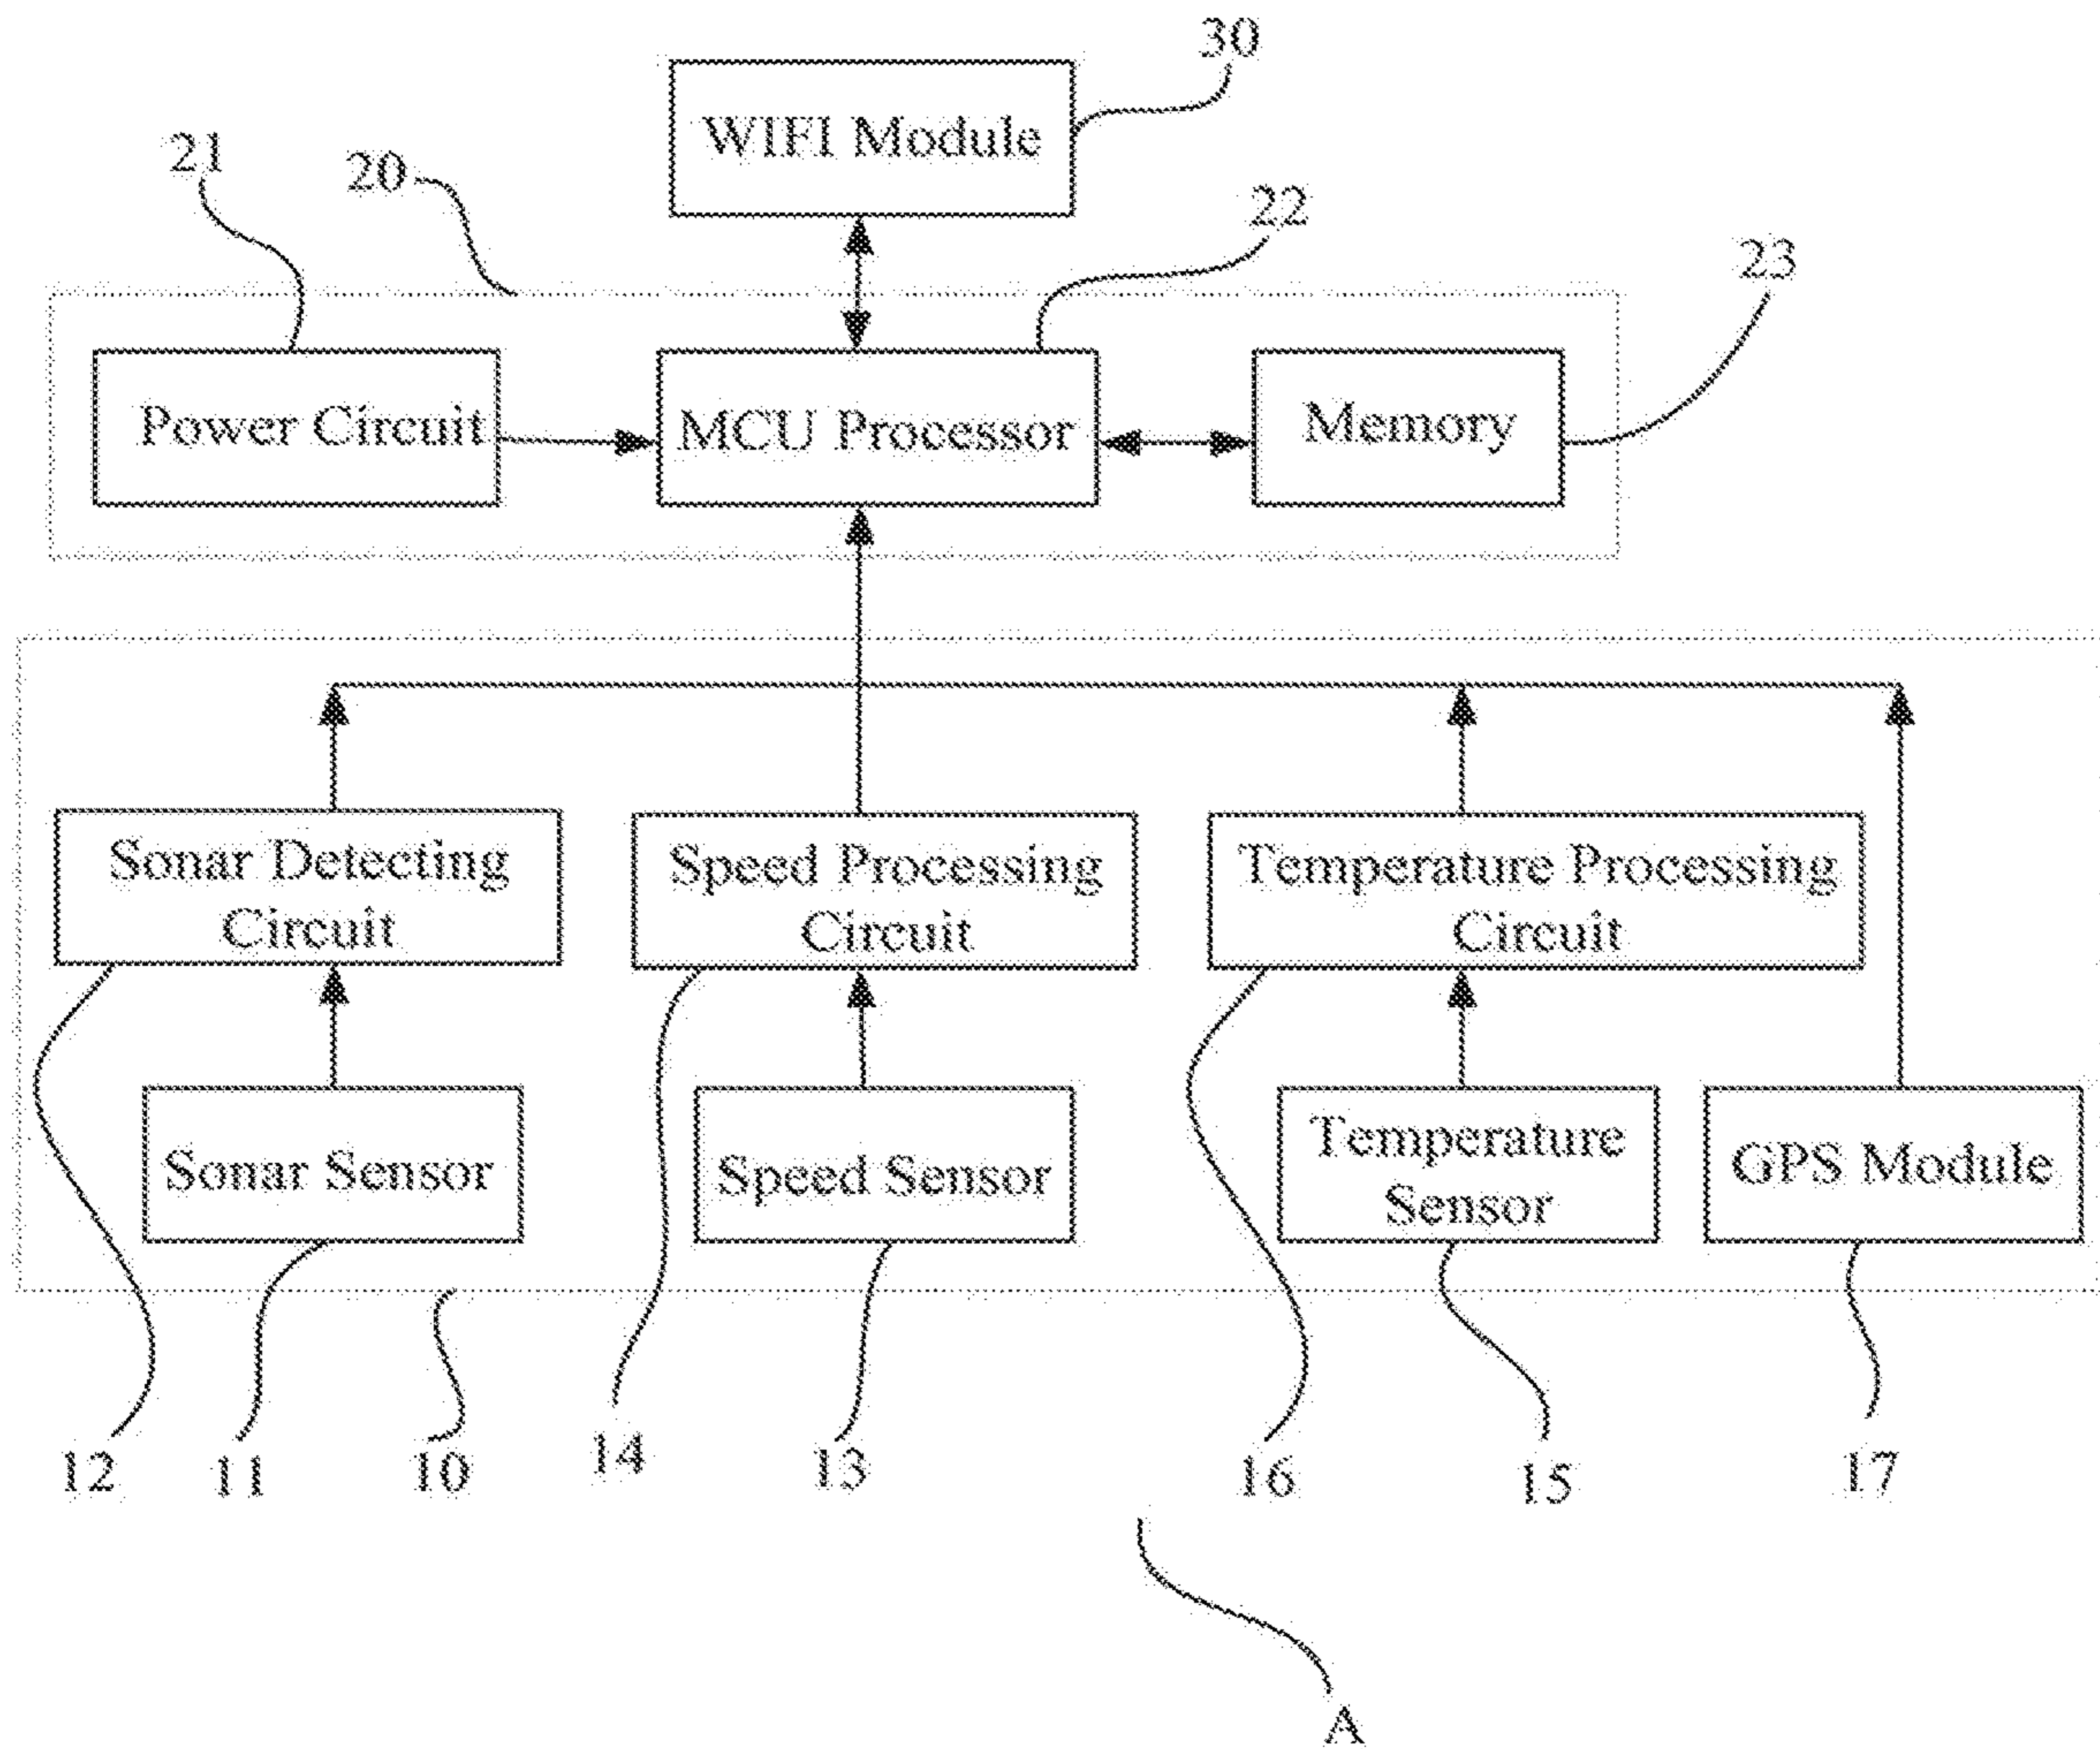 30
WIFI Module
21
20
22
23
Power Circuit
MCU Processor
Memory
Sonar Detecting
Circuit
Speed Processing
Circuit
Temperature Processing
Circuit
Sonar Sensor
Speed Sensor
Temperature
Sensor
GPS Module
12
11
10
14
13
16
15
17
A